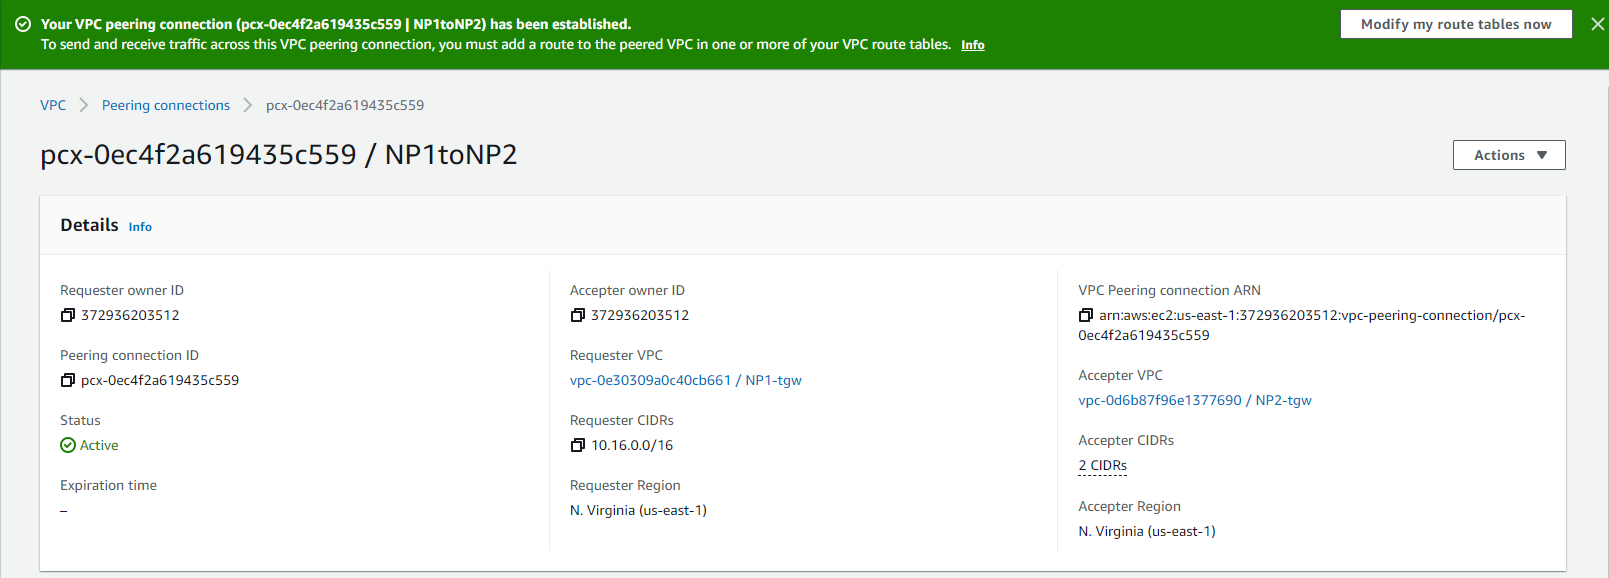 Your VPC peering connection (pcx-0ec4f2a619435c559 | NP1toNP2) has been established.
To send and receive traffic across this VPC peering connection, you must add a route to the peered VPC in one or more of your VPC route tables. Info
Modify my route tables now
VPC Peering connections pcx-0ec4f2a619435c559
pcx-0ec4f2a619435c559 / NP1toNP2
Actions
Details Info
Requester owner ID
372936203512
Peering connection ID
pcx-0ec4f2a619435c559
Status
Active
Expiration time
–
Accepter owner ID
372936203512
Requester VPC
vpc-0e30309a0c40cb661 / NP1-tgw
Requester CIDRs
10.16.0.0/16
Requester Region
N. Virginia (us-east-1)
VPC Peering connection ARN
arn:aws:ec2:us-east-1:372936203512:vpc-peering-connection/pcx-
0ec4f2a619435c559
Accepter VPC
vpc-0d6b87f96e1377690 / NP2-tgw
Accepter CIDRs
2 CIDRs
Accepter Region
N. Virginia (us-east-1)